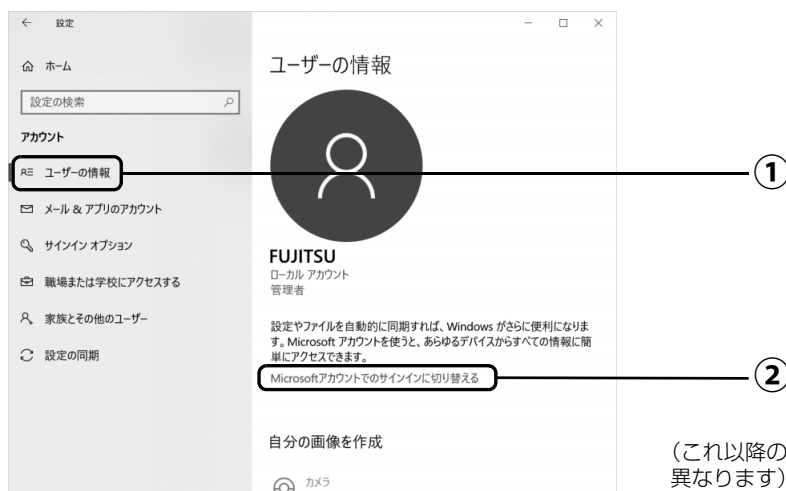 設定
ホーム
設定の検索
アカウント
ユーザーの情報
メール & アプリのアカウント
サインイン オプション
職場または学校にアクセスする
家族とその他のユーザー
設定の同期
ユーザーの情報
FUJITSU
ローカル アカウント
管理者
設定やファイルを自動的に同期すれば、Windows がさらに便利になりま
す。Microsoft アカウントを使うと、あらゆるデバイスからすべての情報に簡
単にアクセスできます。
Microsoftアカウントでのサインインに切り替える
自分の画像を作成
カメラ
①
②
（これ以降の
異なります）